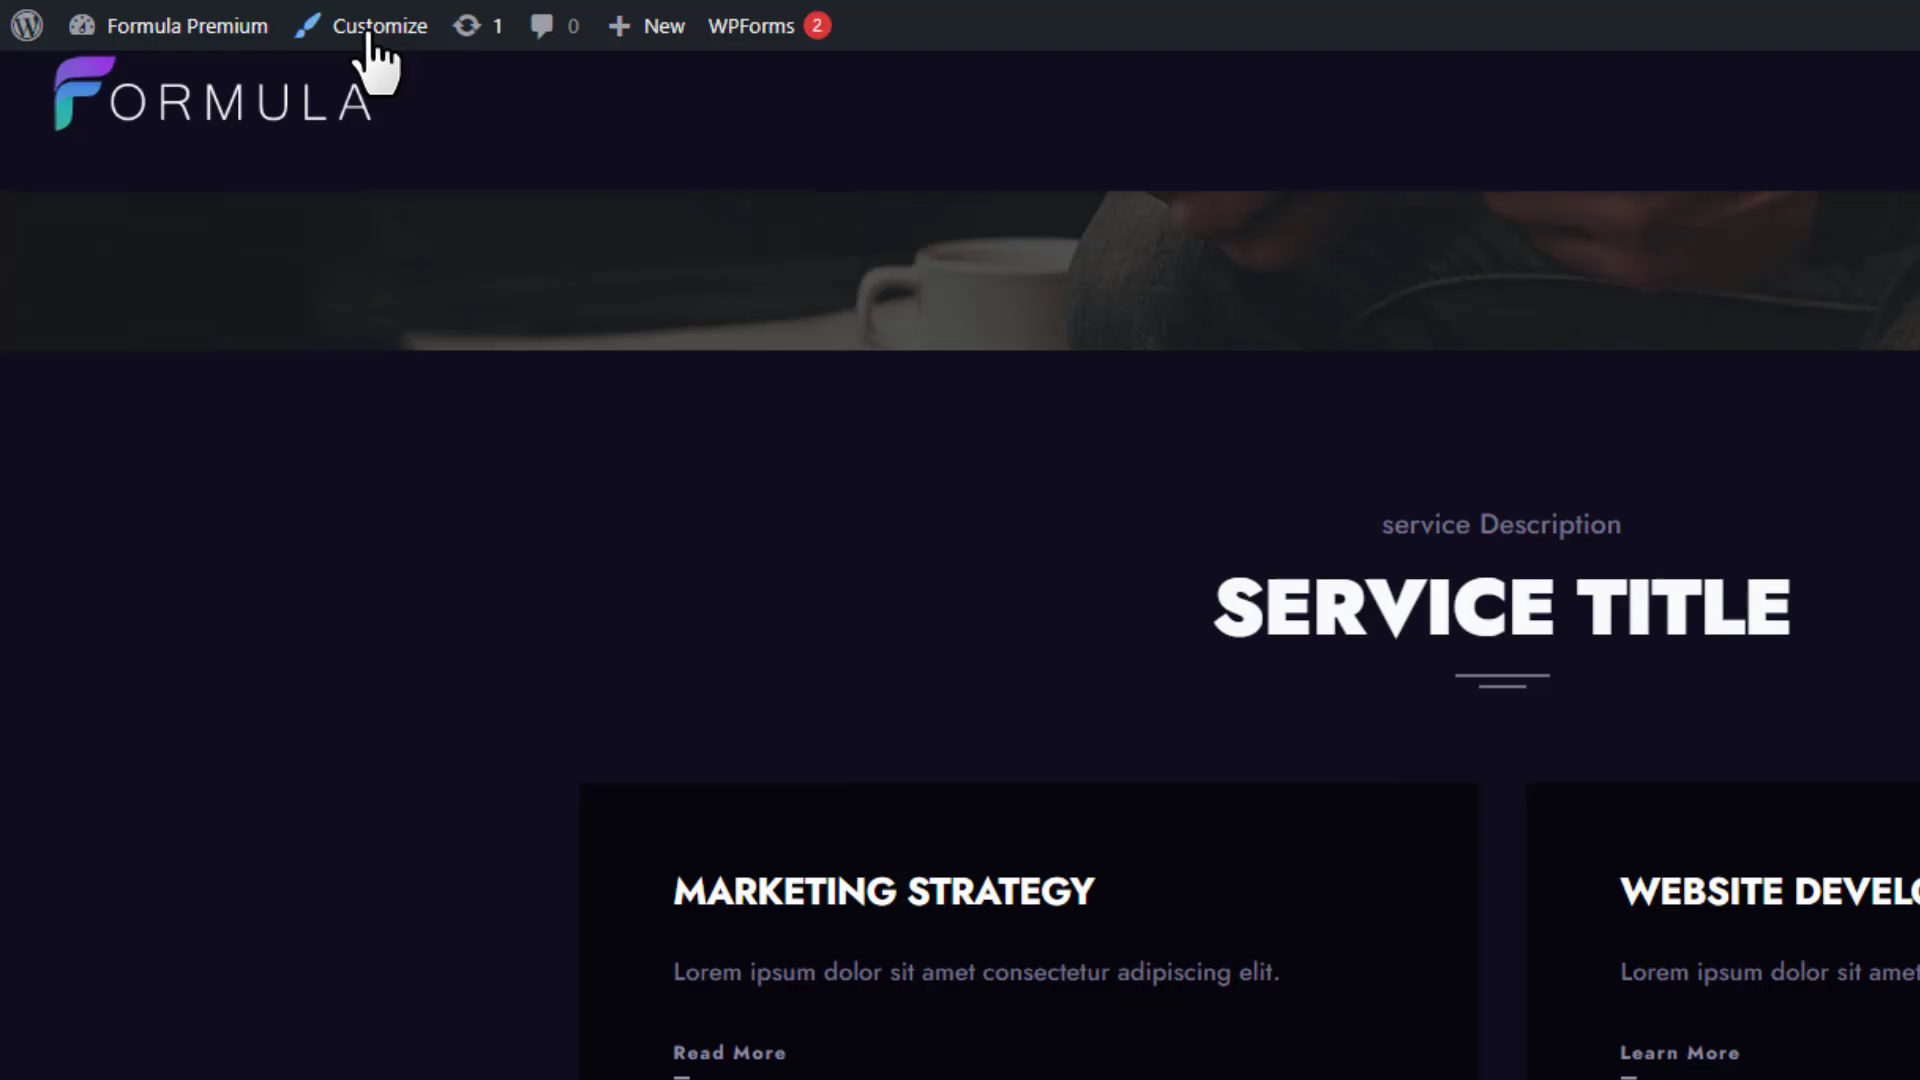 Formula Premium Customize 1 0 New WPForms 2
FORMULA
service Description
SERVICE TITLE
MARKETING STRATEGY
Lorem ipsum dolor sit amet consectetur adipiscing elit.
Read More
WEBSITE DEVELO
Lorem ipsum dolor sit amet
Learn More